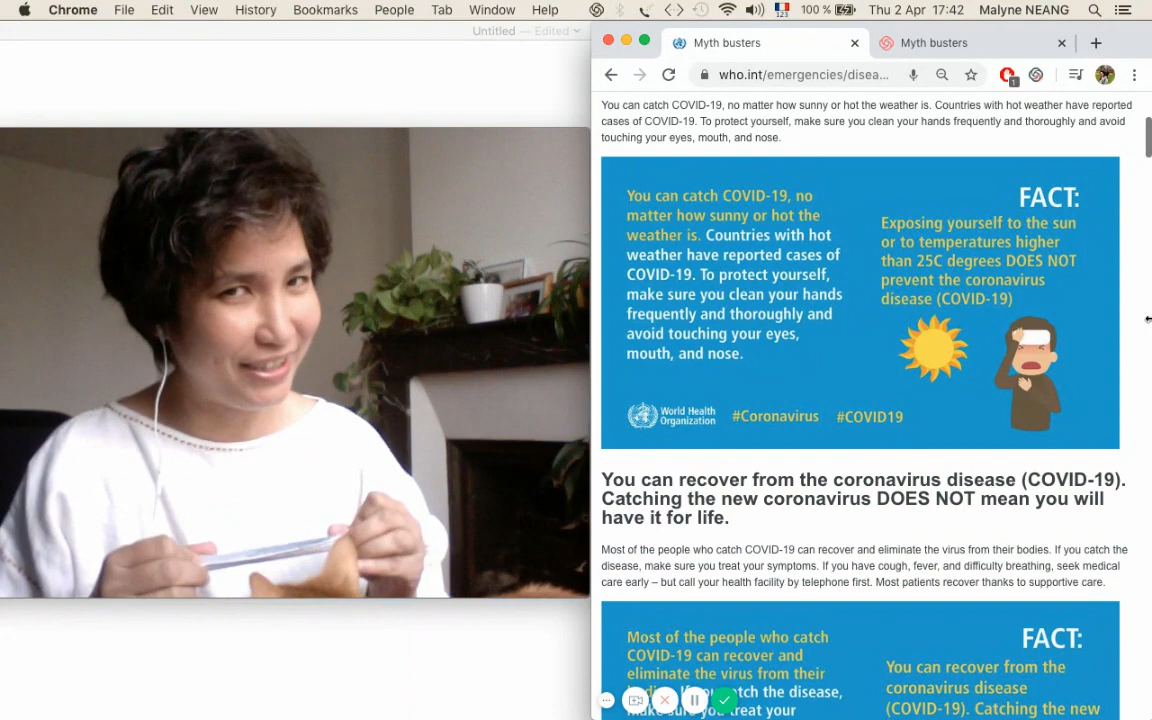 Chrome File Edit View History Bookmarks People Tab Window Help 123 100 % Thu 2 Apr 17:42 Malyne NEANG
Untitled — Edited
Myth busters
Myth busters
who.int/emergencies/disea...
1
You can catch COVID-19, no matter how sunny or hot the weather is. Countries with hot weather have reported
cases of COVID-19. To protect yourself, make sure you clean your hands frequently and thoroughly and avoid
touching your eyes, mouth, and nose.
You can catch COVID-19, no
matter how sunny or hot the
weather is. Countries with hot
weather have reported cases of
COVID-19. To protect yourself,
make sure you clean your hands
frequently and thoroughly and
avoid touching your eyes,
mouth, and nose.
FACT:
Exposing yourself to the sun
or to temperatures higher
than 25C degrees DOES NOT
prevent the coronavirus
disease (COVID-19)
World Health
Organization
#Coronavirus #COVID19
You can recover from the coronavirus disease (COVID-19).
Catching the new coronavirus DOES NOT mean you will
have it for life.
Most of the people who catch COVID-19 can recover and eliminate the virus from their bodies. If you catch the
disease, make sure you treat your symptoms. If you have cough, fever, and difficulty breathing, seek medical
care early – but call your health facility by telephone first. Most patients recover thanks to supportive care.
Most of the people who catch
COVID-19 can recover and
eliminate the virus from their
catch the disease,
treat your
FACT:
You can recover from the
coronavirus disease
(COVID-19). Catching the new